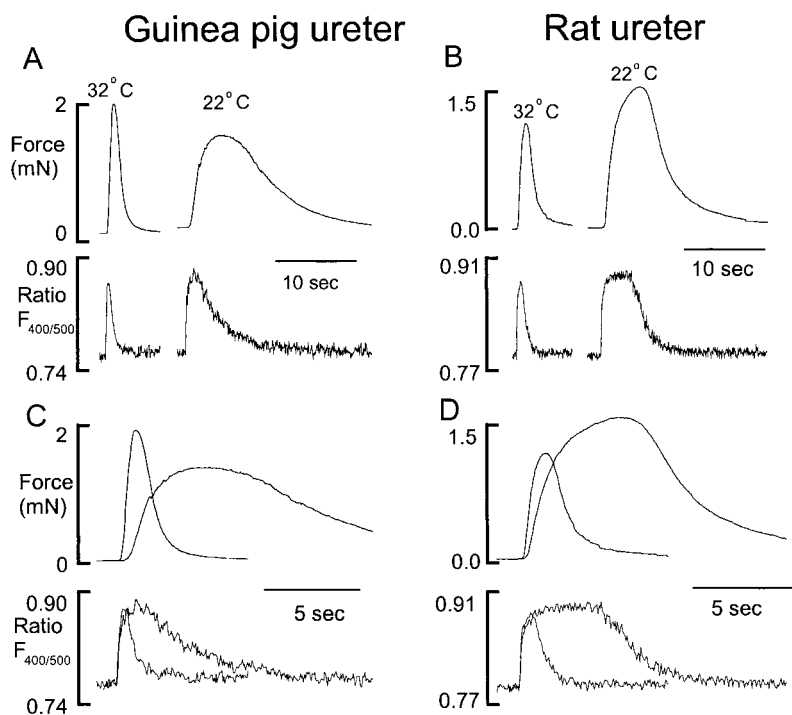 Guinea pig ureter
Rat ureter
A
B
32°C
22°C
32°C
22°C
2
Force
(mN)
0
1.5
0.0
10 sec
10 sec
0.90
Ratio
F400/500
0.74
0.91
0.77
C
D
2
Force
(mN)
0
1.5
0.0
5 sec
5 sec
0.90
Ratio
F400/500
0.74
0.91
0.77